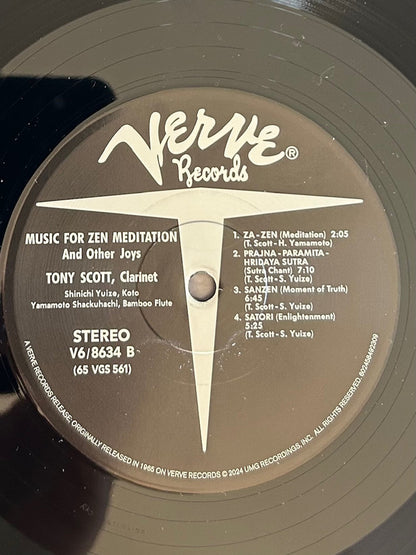 Verve®
Records
MUSIC FOR ZEN MEDITATION
And Other Joys
TONY SCOTT, Clarinet
Shinichi Yuize, Koto
Yamamoto Shackuhachi, Bamboo Flute
STEREO
V6/8634 B
(65 VGS 561)
1. ZA-ZEN (Meditation) 2:05
(T. Scott-H. Yamamoto)
2. PRAJNA-PARAMITA-
HRIDAYA SUTRA
(Sutra Chant) 7:10
(T. Scott-S. Yuize)
3. SANZEN (Moment of Truth)
6:45
(T. Scott-S. Yuize)
4. SATORI (Enlightenment)
5:25
(T. Scott-S. Yuize)
A VERVE RECORDS RELEASE; ORIGINALLY RELEASED IN 1965 ON VERVE RECORDS © 2024 UMG RECORDINGS, INC. ALL RIGHTS RESERVED. 602458492309